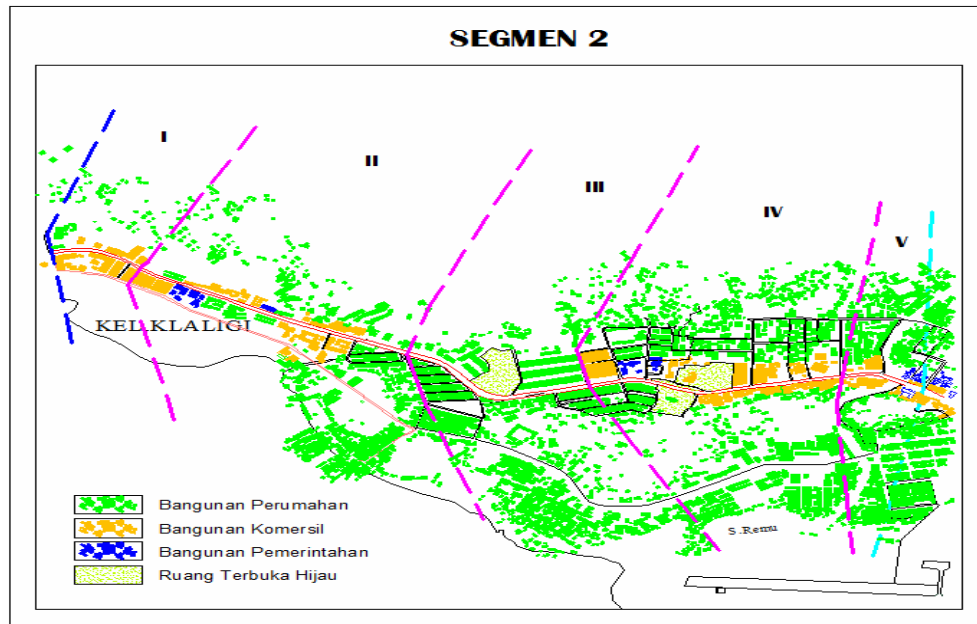 SEGMEN 2
I
II
III
IV
V
KEL KLALIGI
S .Remu
Bangunan Perumahan
Bangunan Komersil
Bangunan Pemerintahan
Ruang Terbuka Hijau